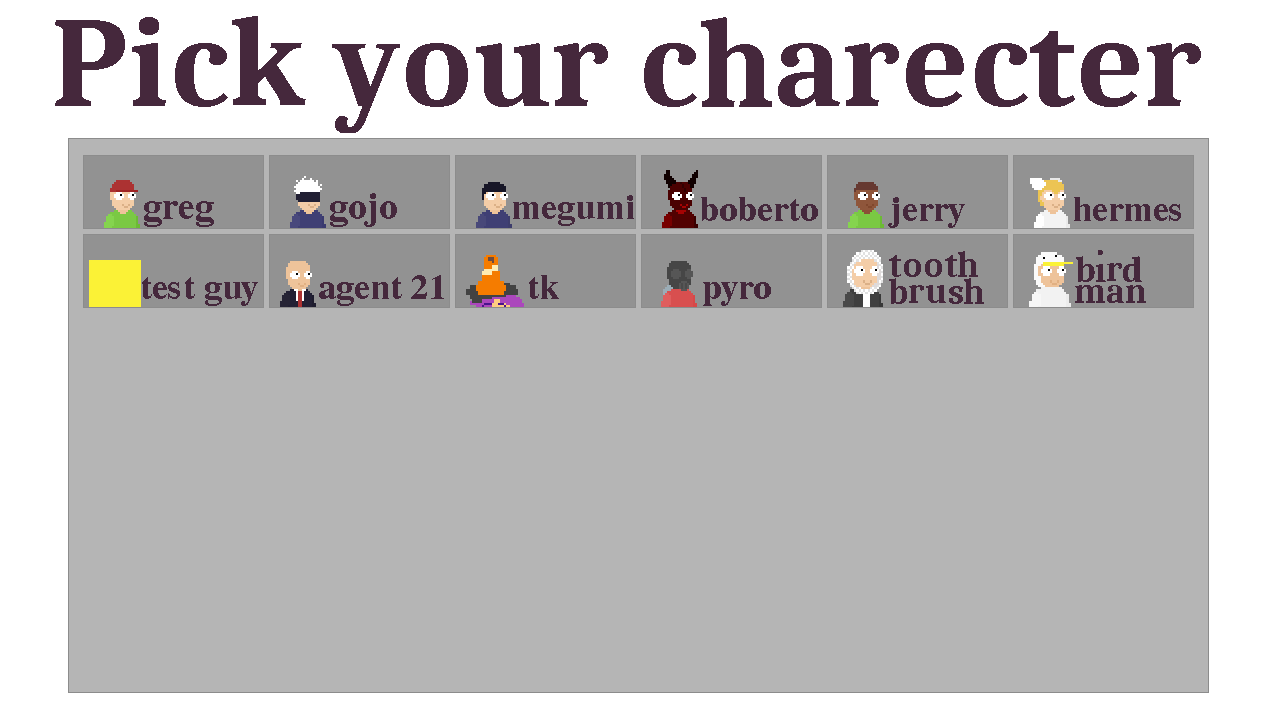 Pick your charecter
greg
gojo
megumi
boberto
jerry
hermes
test guy
agent 21
tk
pyro
tooth
brush
bird
man